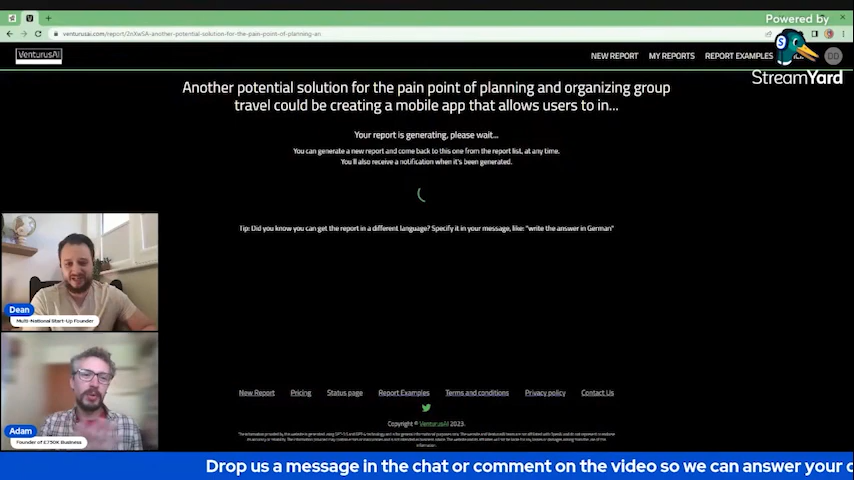 Powered by
StreamYard
venturusai.com/report/2nXwSA-another-potential-solution-for-the-pain-point-of-planning-an
VenturusAI
NEW REPORT
MY REPORTS
REPORT EXAMPLES
DD
Another potential solution for the pain point of planning and organizing group
travel could be creating a mobile app that allows users to in...
Your report is generating, please wait...
You can generate a new report and come back to this one from the report list, at any time.
You'll also receive a notification when it's been generated.
Tip: Did you know you can get the report in a different language? Specify it in your message, like: "write the answer in German"
Dean
Multi-National Start-Up Founder
Adam
Founder of £750K Business
New Report
Pricing
Status page
Report Examples
Terms and conditions
Privacy policy
Contact Us
Copyright © VenturusAI 2023.
Drop us a message in the chat or comment on the video so we can answer your